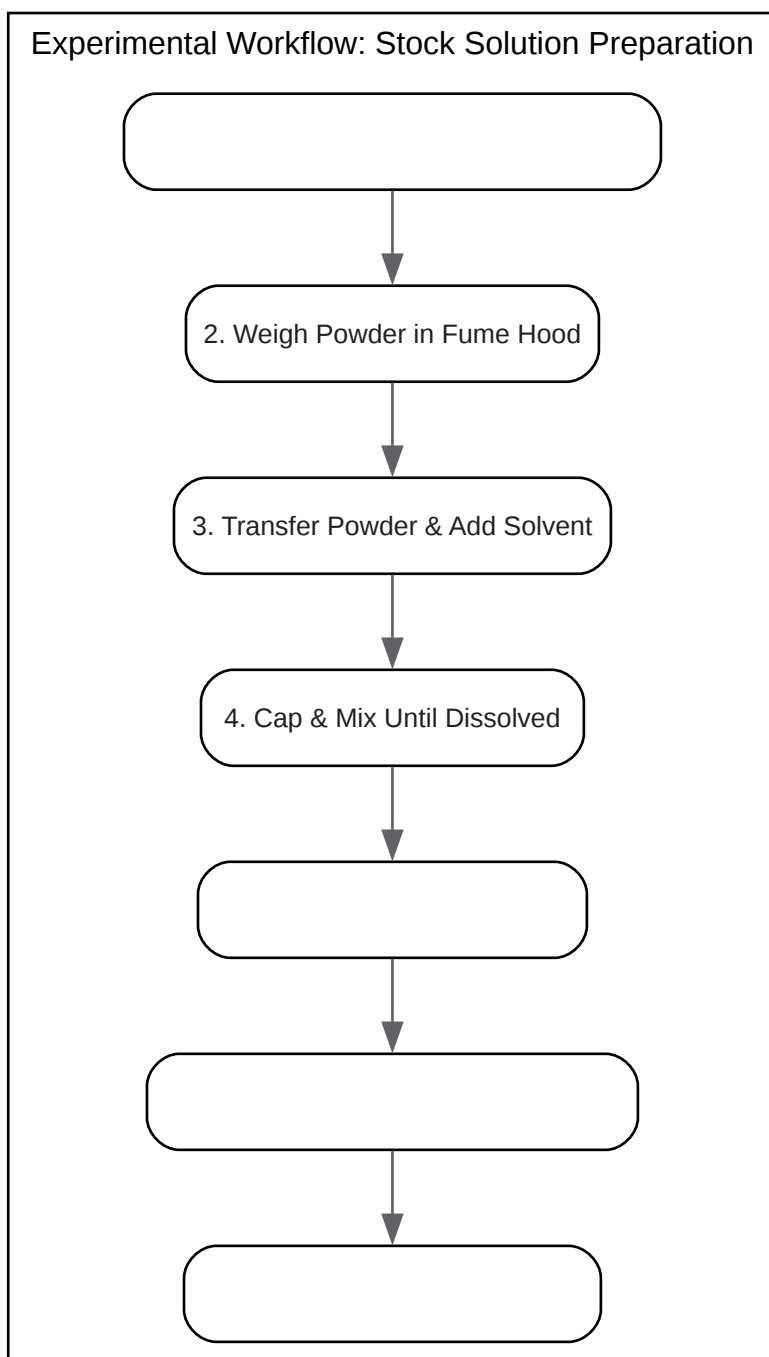 Experimental Workflow: Stock Solution Preparation
2. Weigh Powder in Fume Hood
3. Transfer Powder & Add Solvent
4. Cap & Mix Until Dissolved